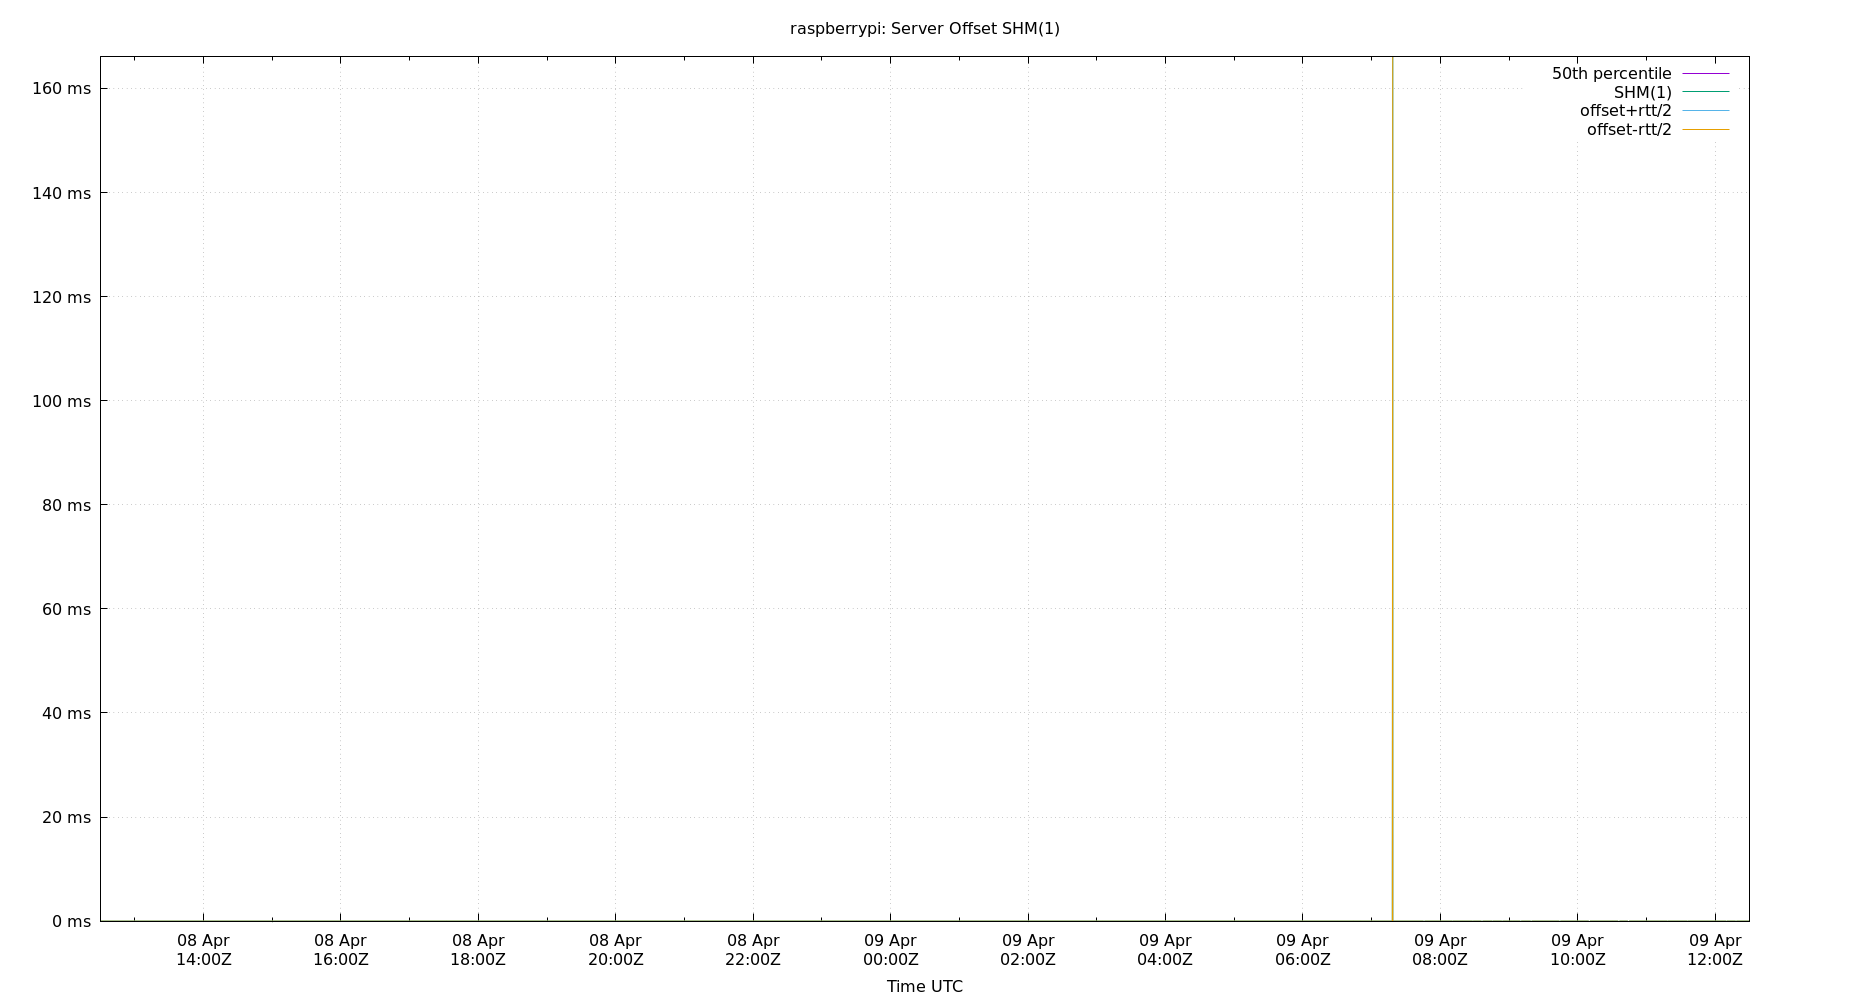 raspberrypi: Server Offset SHM(1)
160 ms
140 ms
120 ms
100 ms
80 ms
60 ms
40 ms
20 ms
0 ms
50th percentile
SHM(1)
offset+rtt/2
offset-rtt/2
08 Apr 08 Apr 08 Apr 08 Apr 08 Apr 09 Apr 09 Apr 09 Apr 09 Apr 09 Apr 09 Apr 09 Apr
14:00Z 16:00Z 18:00Z 20:00Z 22:00Z 00:00Z 02:00Z 04:00Z 06:00Z 08:00Z 10:00Z 12:00Z
Time UTC